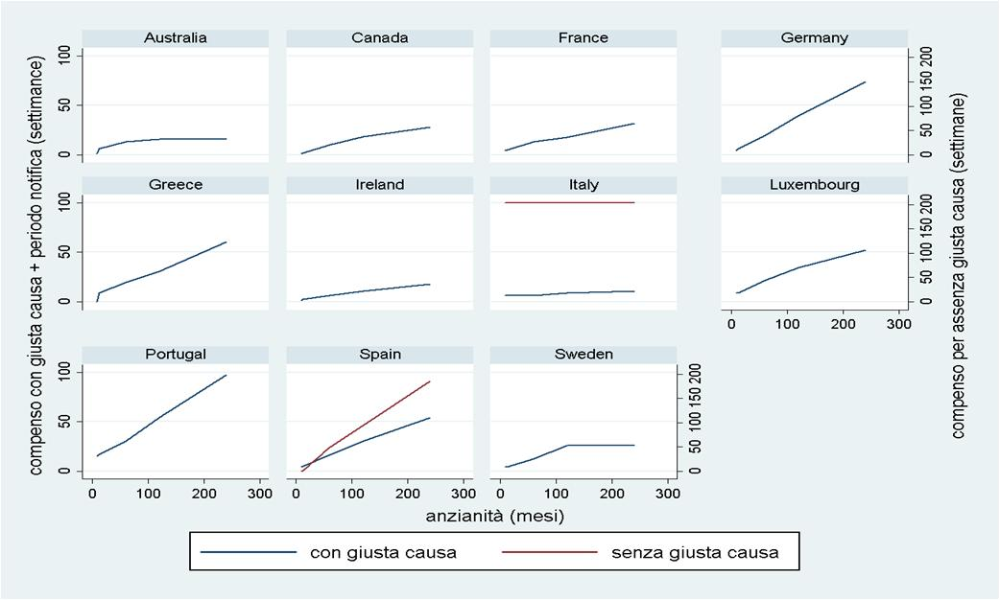 compenso con giusta causa + periodo notifica (settimance)
compenso per assenza giusta causa (settimane)
Australia Canada France Germany
0 50 100
0 50 100 150 200
Greece Ireland Italy Luxembourg
0 50 100
0 50 100 150 200
0 100 200 300
Portugal Spain Sweden
0 50 100
0 50 100 150 200
0 100 200 300 0 100 200 300 0 100 200 300
anzianità (mesi)
con giusta causa senza giusta causa